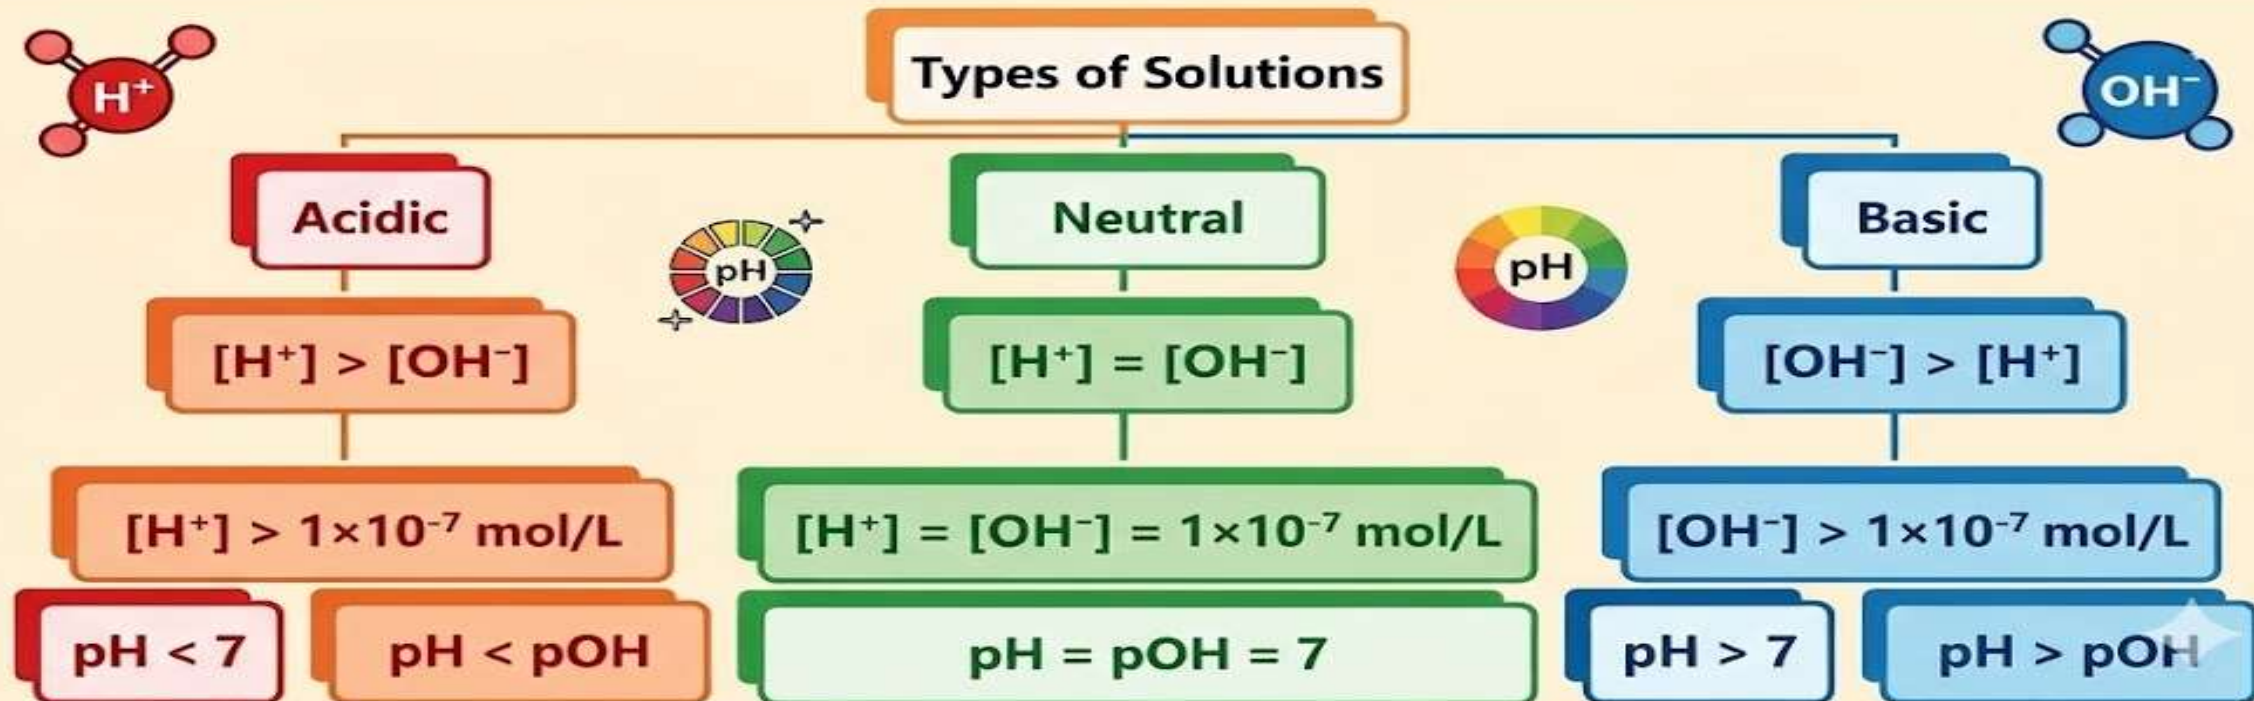 H⁺
Types of Solutions
OH⁻
Acidic
pH
Neutral
pH
Basic
[H⁺] > [OH⁻]
[H⁺] = [OH⁻]
[OH⁻] > [H⁺]
[H⁺] > 1×10⁻⁷ mol/L
[H⁺] = [OH⁻] = 1×10⁻⁷ mol/L
[OH⁻] > 1×10⁻⁷ mol/L
pH < 7
pH < pOH
pH = pOH = 7
pH > 7
pH > pOH